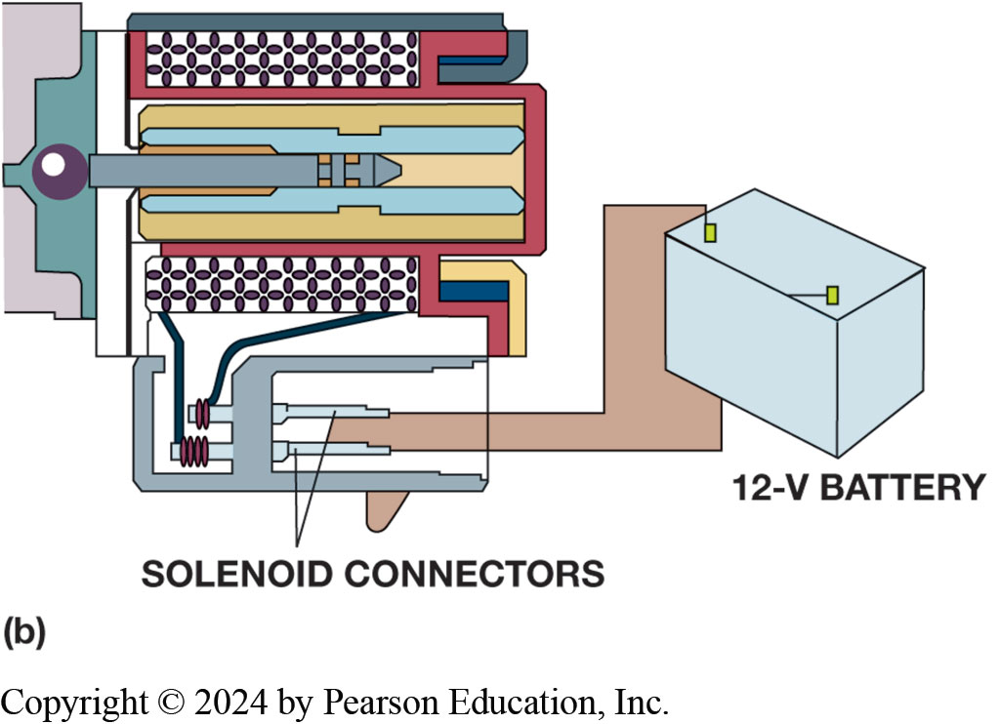 12-V BATTERY
SOLENOID CONNECTORS
(b)
Copyright © 2024 by Pearson Education, Inc.